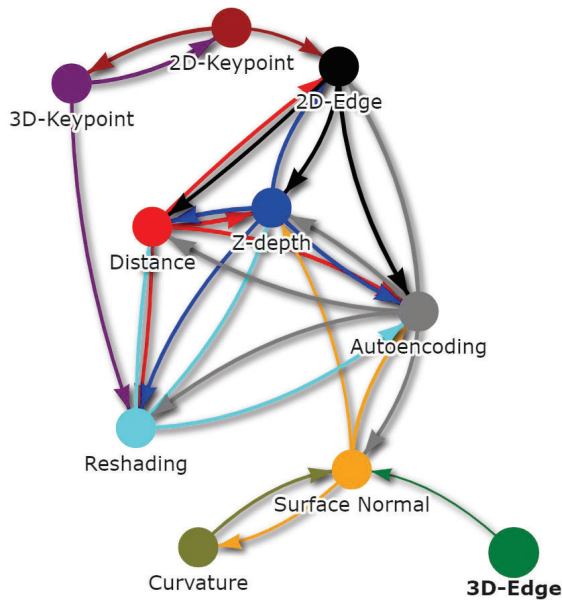 2D-Keypoint
2D-Edge
3D-Keypoint
Z-depth
Distance
Autoencoding
Reshading
Surface Normal
Curvature
3D-Edge